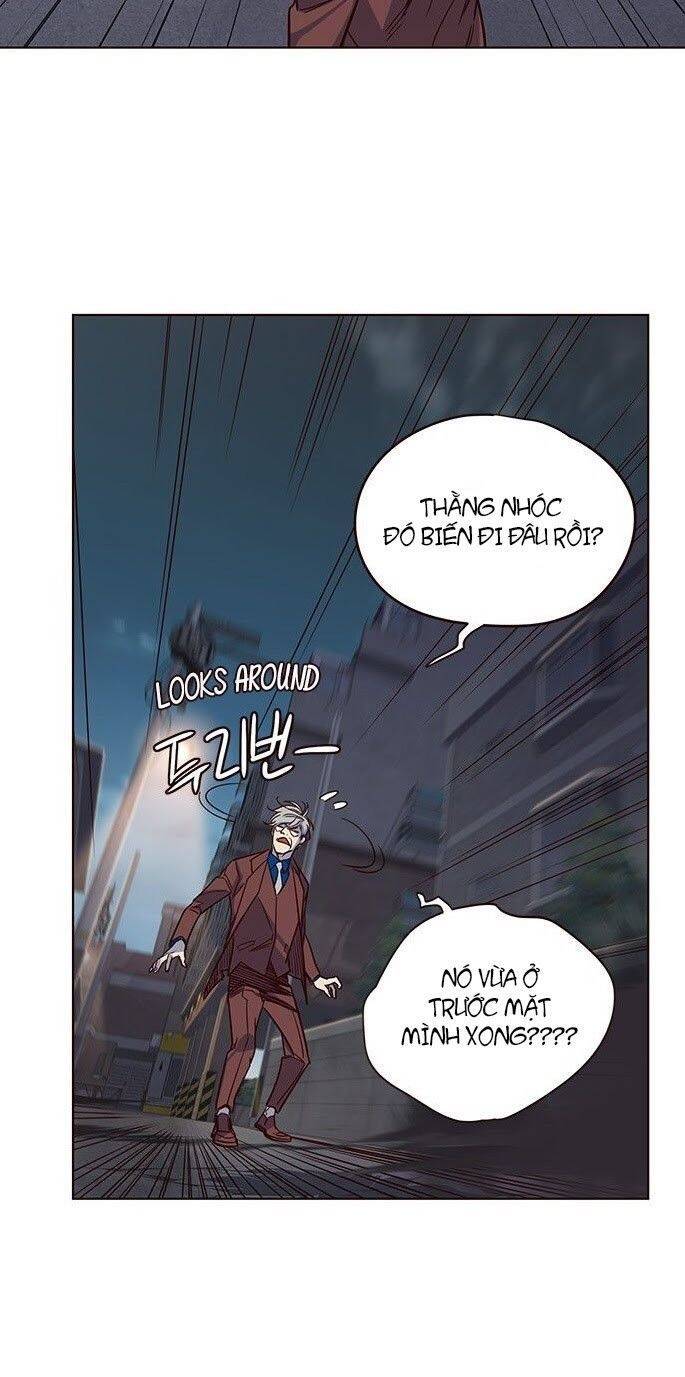 THẰNG NHÓC
ĐÓ BIẾN ĐI ĐÂU RỒI?
LOOKS AROUND
두리번-
NÓ VỪA Ở
TRƯỚC MẶT
MÌNH XONG????